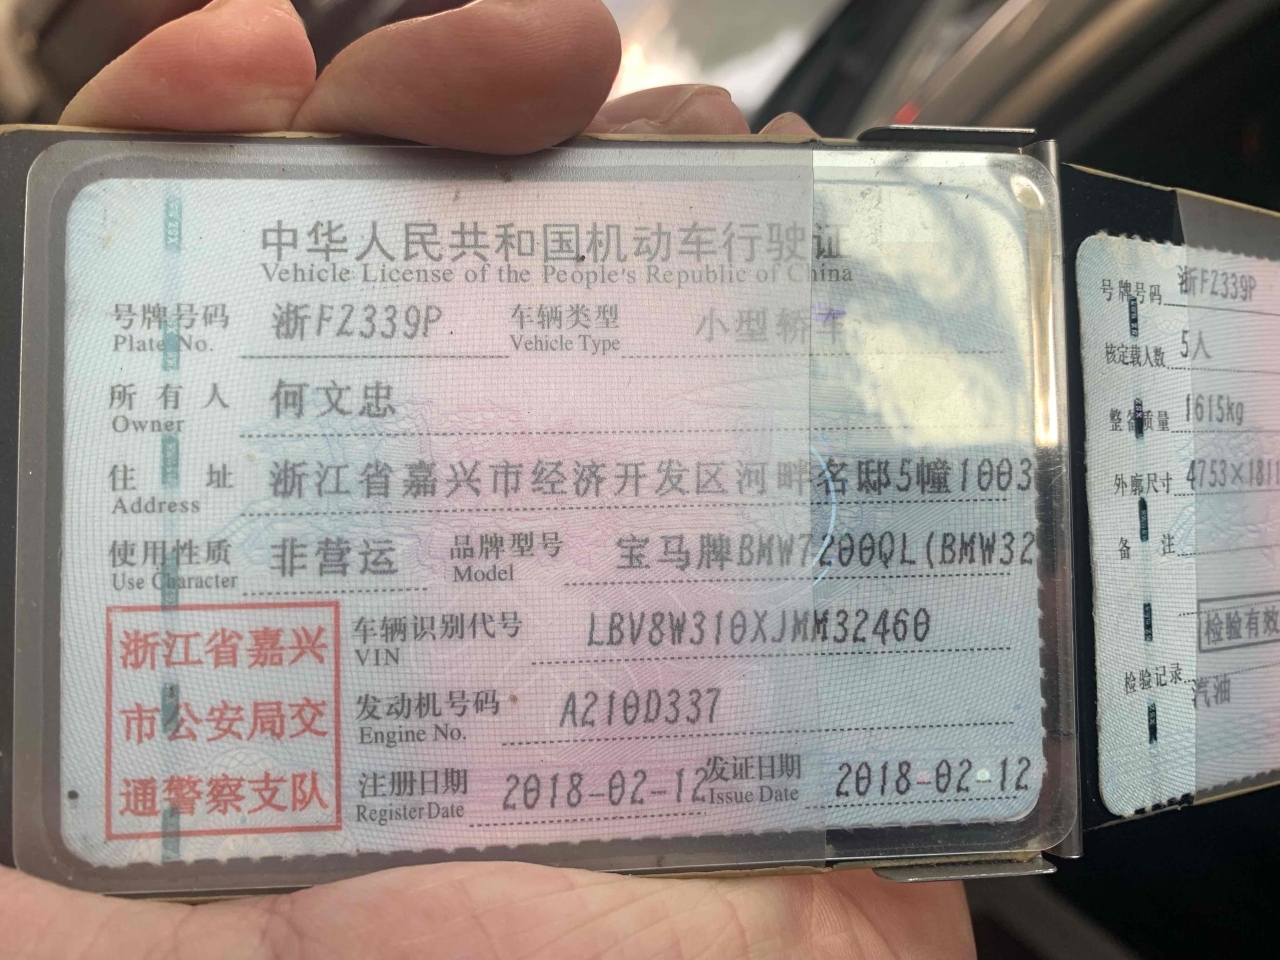 中华人民共和国机动车行驶证
Vehicle License of the People's Republic of China
号牌号码 浙FZ339P 车辆类型 小型轿车
Plate No. Vehicle Type
所有人 何文忠
Owner
住址 浙江省嘉兴市经济开发区河畔名邸5幢1003
Address
使用性质 非营运 品牌型号 宝马牌BMW7200QL(BMW32
Use Character Model
浙江省嘉兴
市公安局交
通警察支队
车辆识别代号 LBV8W310XJMM32460
VIN
发动机号码 A210D337
Engine No.
注册日期 2018-02-12 发证日期 2018-02-12
Register Date Issue Date
号牌号码 浙FZ339P
核定载人数 5人
整备质量 1615kg
外廓尺寸 4753×1811
备注
检验有效
检验记录
汽油